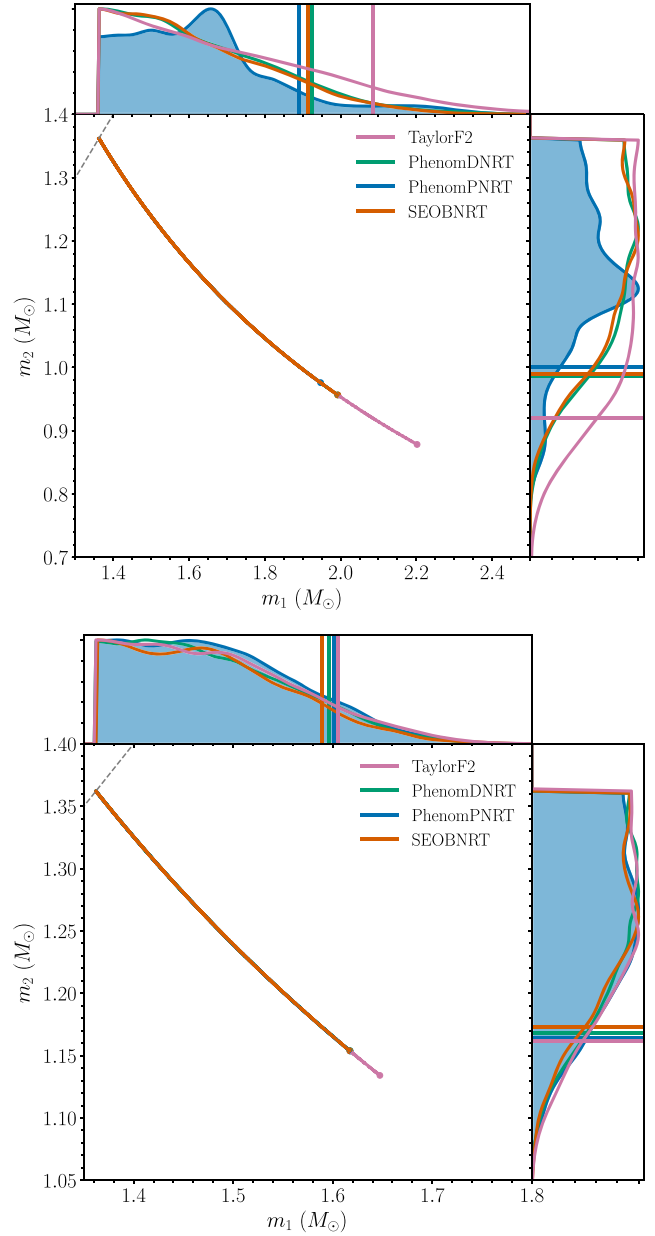 1.4
1.3
1.2
1.1
1.0
0.9
0.8
0.7
m₂ (M⊙)
TaylorF2
PhenomDNRT
PhenomPNRT
SEOBNRT
1.4 1.6 1.8 2.0 2.2 2.4
m₁ (M⊙)
1.40
1.35
1.30
1.25
1.20
1.15
1.10
1.05
m₂ (M⊙)
TaylorF2
PhenomDNRT
PhenomPNRT
SEOBNRT
1.4 1.5 1.6 1.7 1.8
m₁ (M⊙)